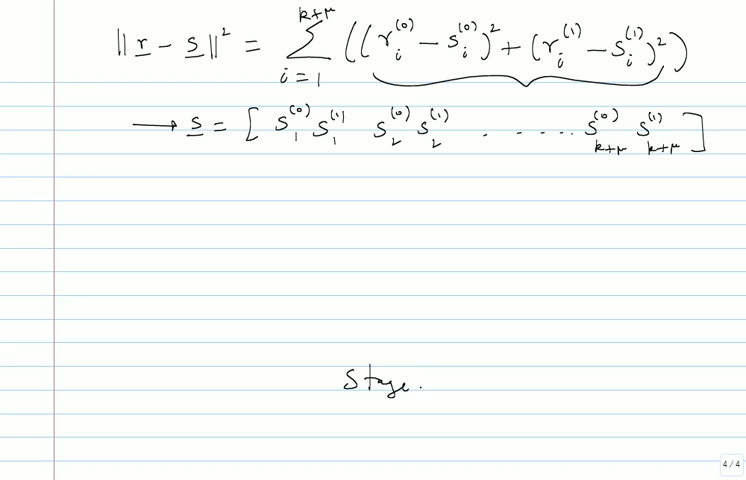 ||r - s||² = Σ_{i=1}^{k+μ} ((r_i^{(0)} - s_i^{(0)})² + (r_i^{(1)} - s_i^{(1)})²)
→ s = [ s_1^{(0)} s_1^{(1)} s_2^{(0)} s_2^{(1)} . . . . . . s_{k+μ}^{(0)} s_{k+μ}^{(1)} ]
Stage.
4 / 4